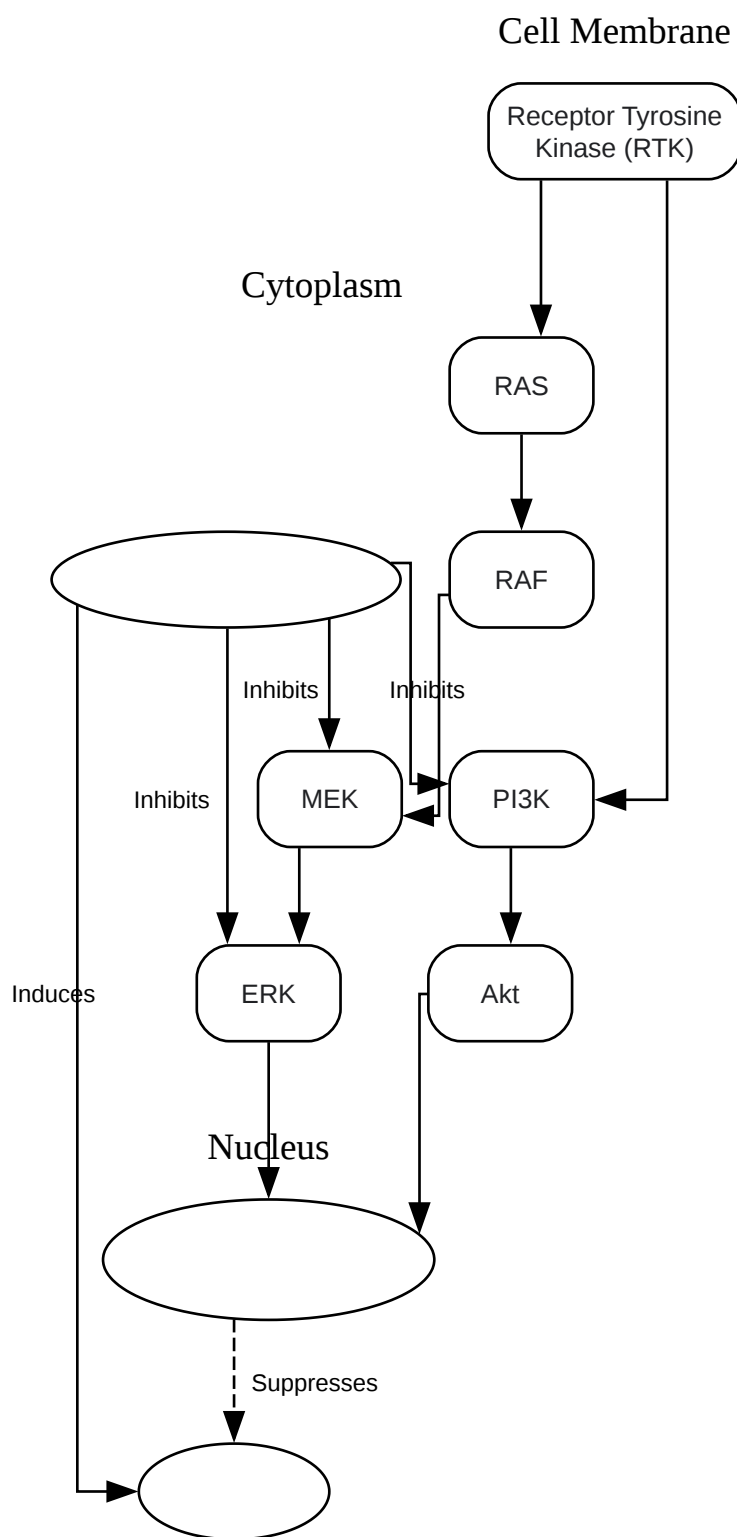 Cell Membrane
Receptor Tyrosine
Kinase (RTK)
Cytoplasm
RAS
RAF
Inhibits
Inhibits
Inhibits
MEK
PI3K
Induces
ERK
Akt
Nucleus
Suppresses